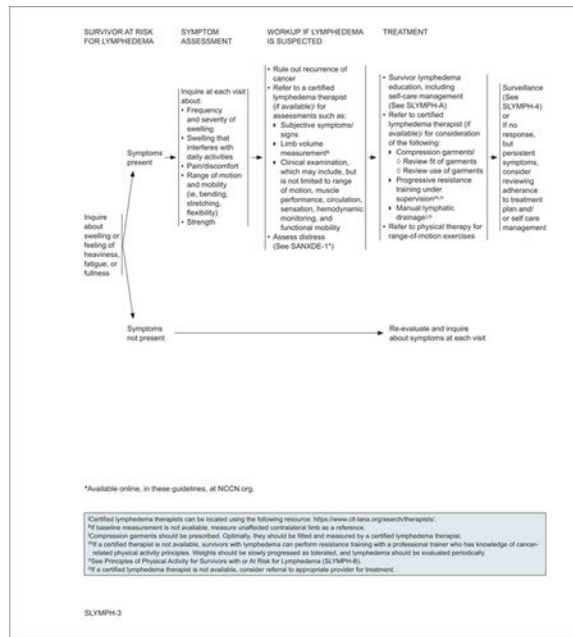 SURVIVOR AT RISK
FOR LYMPHEDEMA
SYMPTOM
ASSESSMENT
WORKUP IF LYMPHEDEMA
IS SUSPECTED
TREATMENT
Inquire
about
swelling or
feeling of
heaviness,
fatigue, or
fullness
Symptoms
present
Inquire at each visit
about:
• Frequency
and severity of
swelling
• Swelling that
interferes with
daily activities
• Pain/discomfort
• Range of motion
and mobility
(ie, bending,
stretching,
flexibility)
• Strength
• Rule out recurrence of
cancer
• Refer to a certified
lymphedema therapist
(if available)ʲ for
assessments such as:
▸ Subjective symptoms/
signs
▸ Limb volume
measurementᵏ
▸ Clinical examination,
which may include, but
is not limited to range
of motion, muscle
performance, circulation,
sensation, hemodynamic
monitoring, and
functional mobility
• Assess distress
(See SANXDE-1*)
• Survivor lymphedema
education, including
self-care management
(See SLYMPH-A)
• Refer to certified
lymphedema therapist (if
available)ʲ for consideration
of the following:
▸ Compression garmentsˡ
◊ Review fit of garments
◊ Review use of garments
▸ Progressive resistance
training under
supervisionᵐ,ⁿ
▸ Manual lymphatic
drainageʲ,ᵒ
• Refer to physical therapy for
range-of-motion exercises
Surveillance
(See
SLYMPH-4)
or
If no
response,
but
persistent
symptoms,
consider
reviewing
adherence
to treatment
plan and/
or self care
management
Symptoms
not present
Re-evaluate and inquire
about symptoms at each visit
*Available online, in these guidelines, at NCCN.org.
ʲCertified lymphedema therapists can be located using the following resource: https://www.clt-lana.org/search/therapists/.
ᵏIf baseline measurement is not available, measure unaffected contralateral limb as a reference.
ˡCompression garments should be prescribed. Optimally, they should be fitted and measured by a certified lymphedema therapist.
ᵐIf a certified therapist is not available, survivors with lymphedema can perform resistance training with a professional trainer who has knowledge of cancer-
related physical activity principles. Weights should be slowly progressed as tolerated, and lymphedema should be evaluated periodically.
ⁿSee Principles of Physical Activity for Survivors with or At Risk for Lymphedema (SLYMPH-B).
ᵒIf a certified lymphedema therapist is not available, consider referral to appropriate provider for treatment.
SLYMPH-3